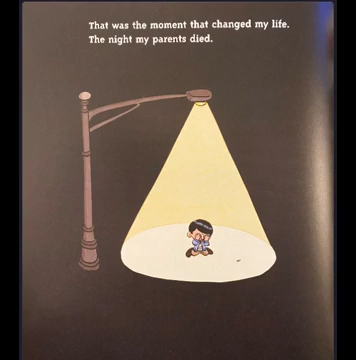 That was the moment that changed my life.
The night my parents died.